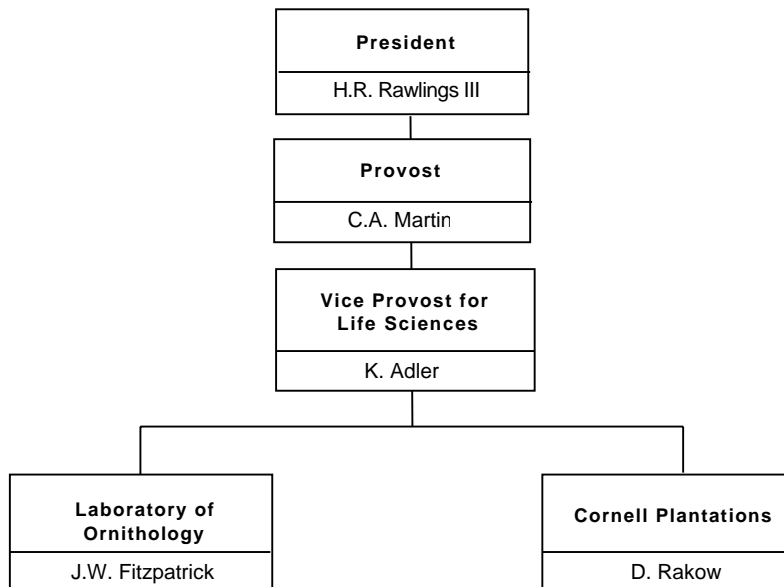 President
H.R. Rawlings III
Provost
C.A. Martin
Vice Provost for
Life Sciences
K. Adler
Laboratory of
Ornithology
J.W. Fitzpatrick
Cornell Plantations
D. Rakow